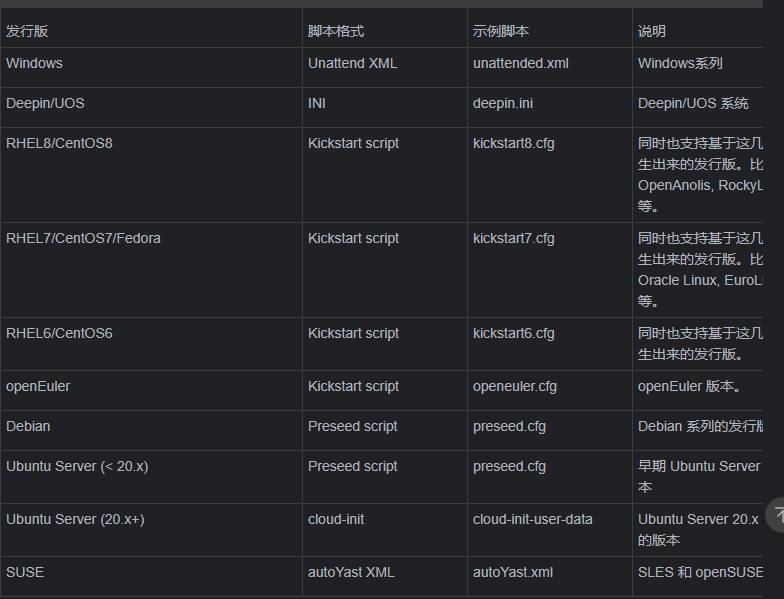 发行版 脚本格式 示例脚本 说明
Windows Unattend XML unattended.xml Windows系列
Deepin/UOS INI deepin.ini Deepin/UOS 系统
RHEL8/CentOS8 Kickstart script kickstart8.cfg 同时也支持基于这几
生出来的发行版。比
OpenAnolis, RockyL
等。
RHEL7/CentOS7/Fedora Kickstart script kickstart7.cfg 同时也支持基于这几
生出来的发行版。比
Oracle Linux, EuroLi
等。
RHEL6/CentOS6 Kickstart script kickstart6.cfg 同时也支持基于这几
生出来的发行版。
openEuler Kickstart script openeuler.cfg openEuler 版本。
Debian Preseed script preseed.cfg Debian 系列的发行版
Ubuntu Server (< 20.x) Preseed script preseed.cfg 早期 Ubuntu Server
本
Ubuntu Server (20.x+) cloud-init cloud-init-user-data Ubuntu Server 20.x
的版本
SUSE autoYast XML autoYast.xml SLES 和 openSUSE